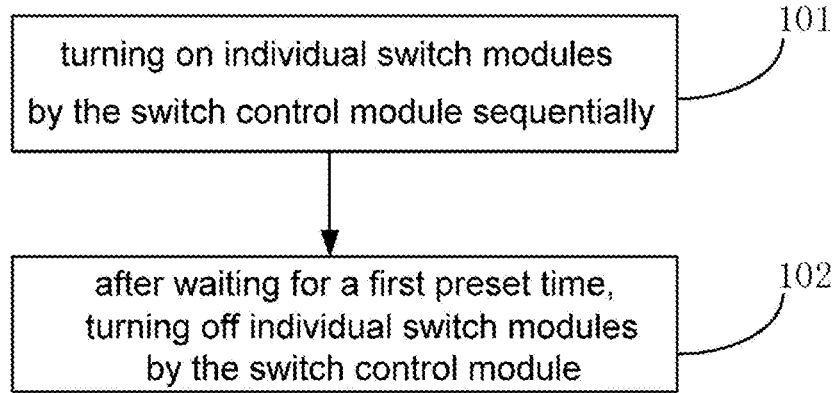 101
turning on individual switch modules
by the switch control module sequentially
102
after waiting for a first preset time,
turning off individual switch modules
by the switch control module